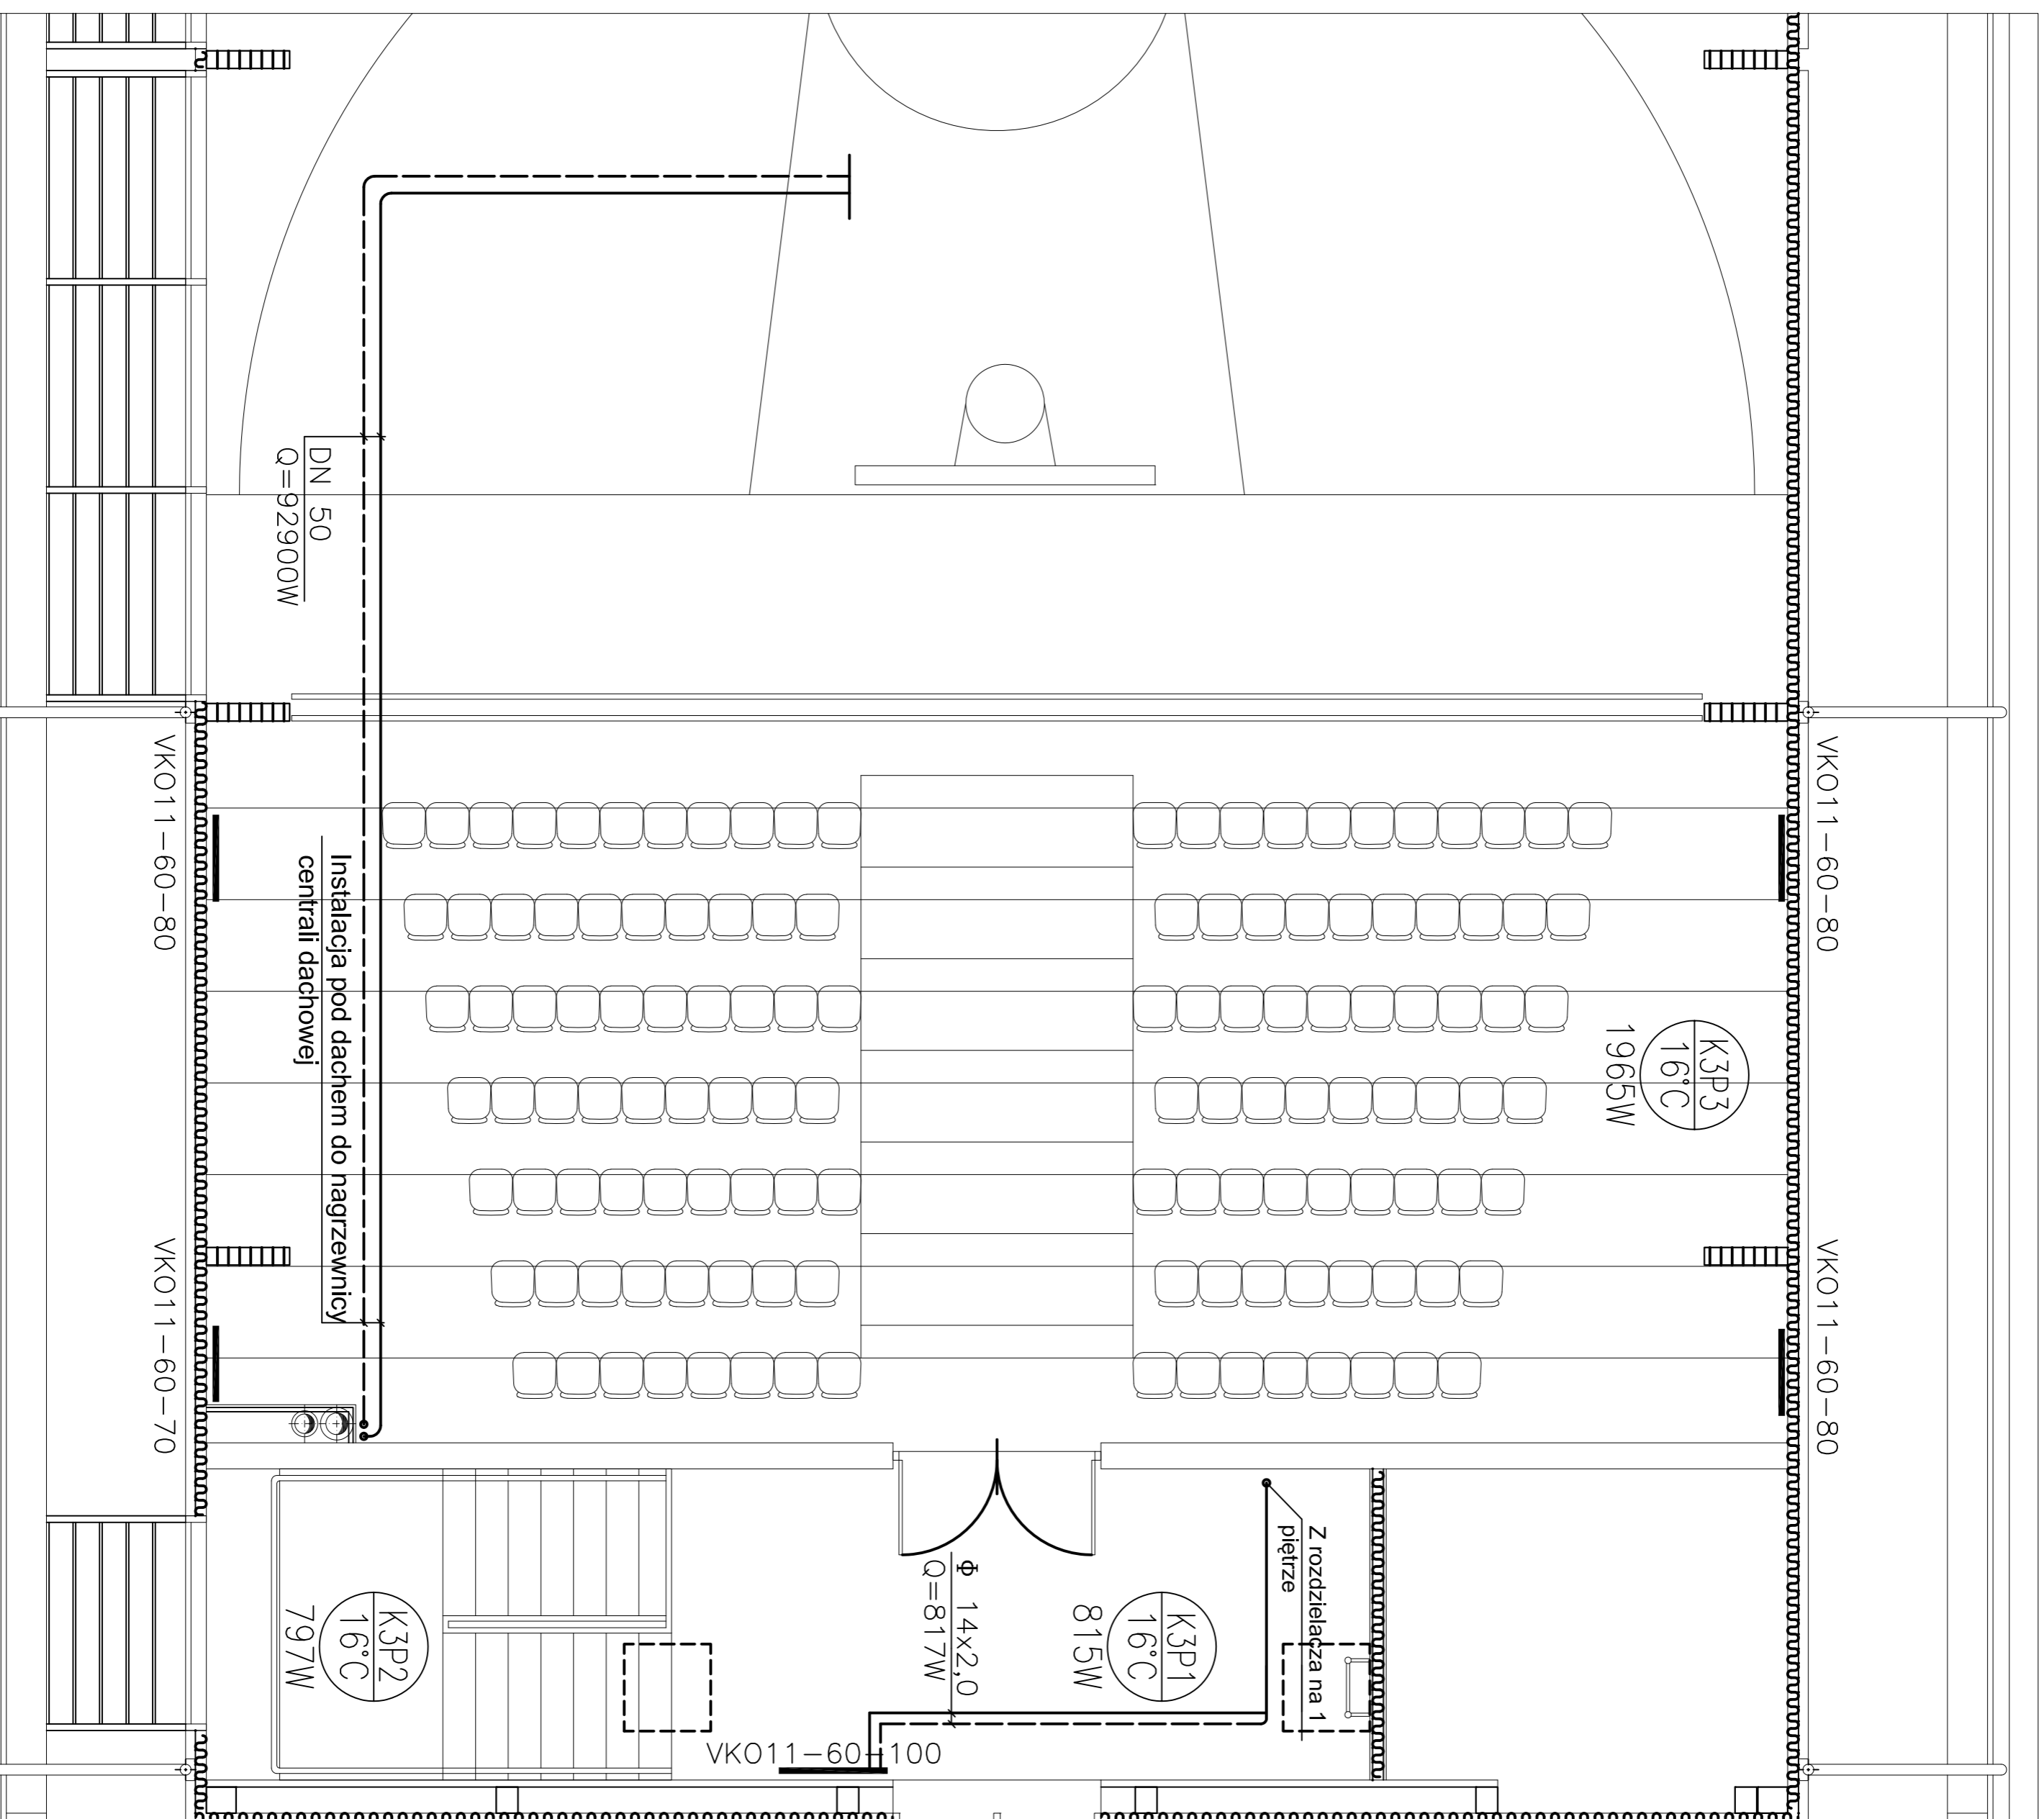 DN 50
Q=92900W
VKO11-60-80
VKO11-60-80
Instalacja pod dachem do nagrzewnicy
centrali dachowej
K3P3
16°C
1965W
VKO11-60-70
VKO11-60-80
Z rozdzielacza na 1
piętrze
Φ 14x2,0
Q=817W
K3P1
16°C
815W
K3P2
16°C
797W
VKO11-60-100